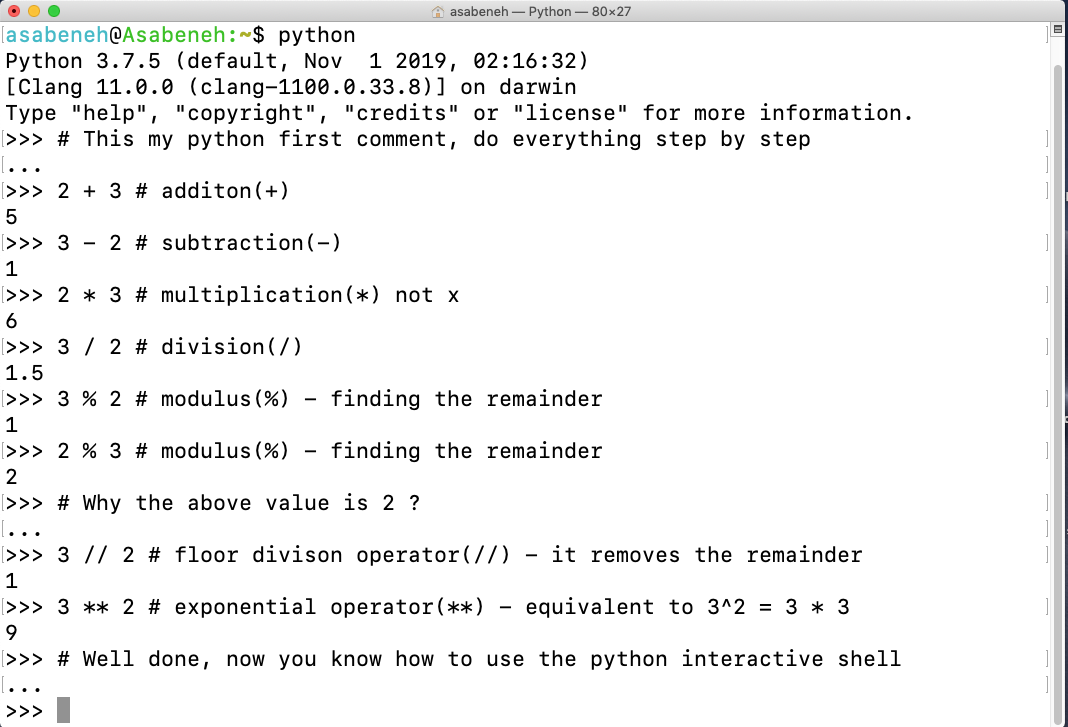 asabeneh — Python — 80×27
asabeneh@Asabeneh:~$ python
Python 3.7.5 (default, Nov  1 2019, 02:16:32)
[Clang 11.0.0 (clang-1100.0.33.8)] on darwin
Type "help", "copyright", "credits" or "license" for more information.
>>> # This my python first comment, do everything step by step
...
>>> 2 + 3 # additon(+)
5
>>> 3 - 2 # subtraction(-)
1
>>> 2 * 3 # multiplication(*) not x
6
>>> 3 / 2 # division(/)
1.5
>>> 3 % 2 # modulus(%) - finding the remainder
1
>>> 2 % 3 # modulus(%) - finding the remainder
2
>>> # Why the above value is 2 ?
...
>>> 3 // 2 # floor divison operator(//) - it removes the remainder
1
>>> 3 ** 2 # exponential operator(**) - equivalent to 3^2 = 3 * 3
9
>>> # Well done, now you know how to use the python interactive shell
...
>>>